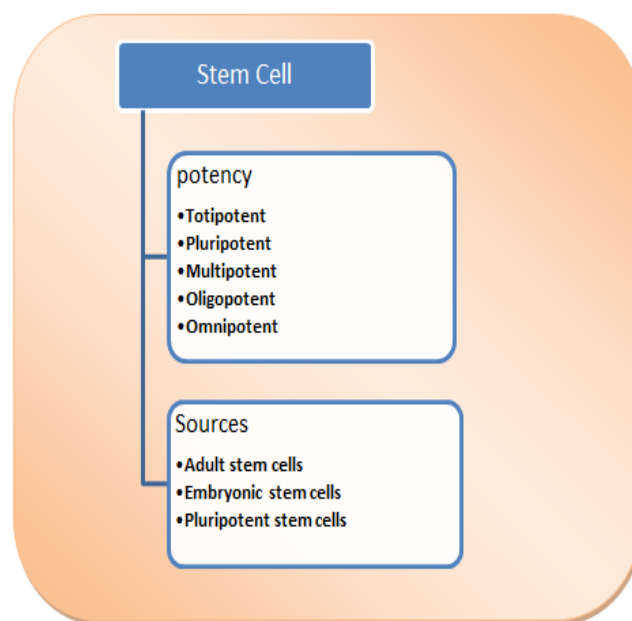 Stem Cell
potency
•Totipotent
•Pluripotent
•Multipotent
•Oligopotent
•Omnipotent
Sources
•Adult stem cells
•Embryonic stem cells
•Pluripotent stem cells